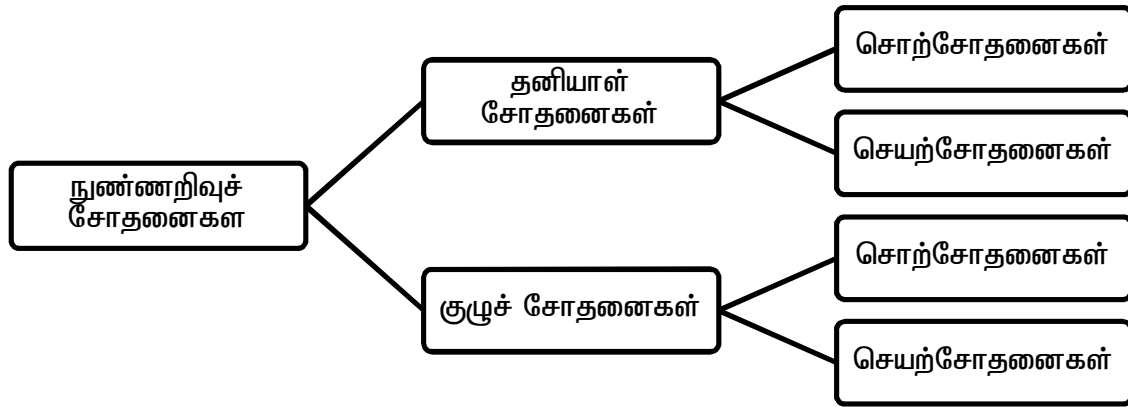 நுண்ணறிவுச்
சோதனைகள
தனியாள்
சோதனைகள்
சொற்சோதனைகள்
செயற்சோதனைகள்
குழுச் சோதனைகள்
சொற்சோதனைகள்
செயற்சோதனைகள்